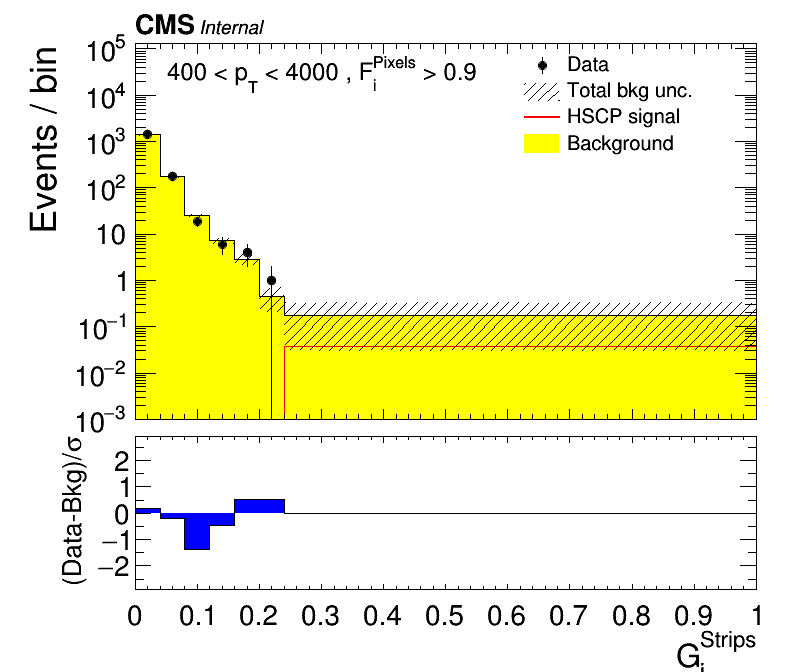 CMS Internal
400 < p_T < 4000 , F_i^Pixels > 0.9
Data
Total bkg unc.
HSCP signal
Background
Events / bin
10^5
10^4
10^3
10^2
10
1
10^−1
10^−2
10^−3
(Data-Bkg)/σ
2
1
0
−1
−2
0 0.1 0.2 0.3 0.4 0.5 0.6 0.7 0.8 0.9 1
G_i^Strips